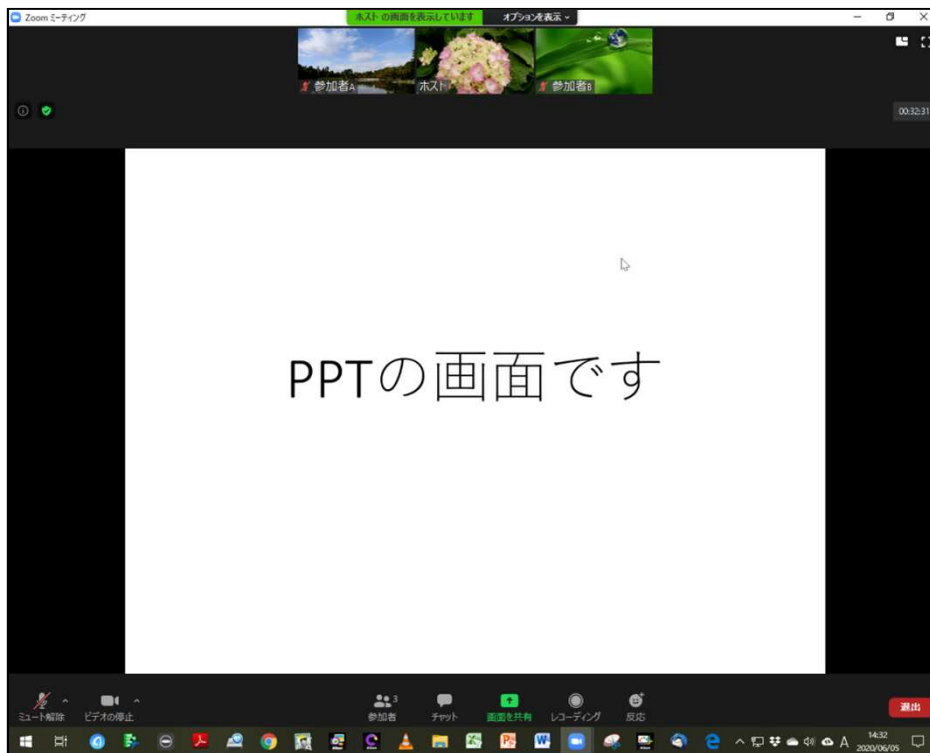 Zoom ミーティング
ホスト の画面を表示しています
オプションを表示
参加者A
ホスト
参加者B
00:32:31
PPTの画面です
ミュート解除
ビデオの停止
3
参加者
チャット
画面を共有
レコーディング
反応
退出
A
14:32
2020/06/05